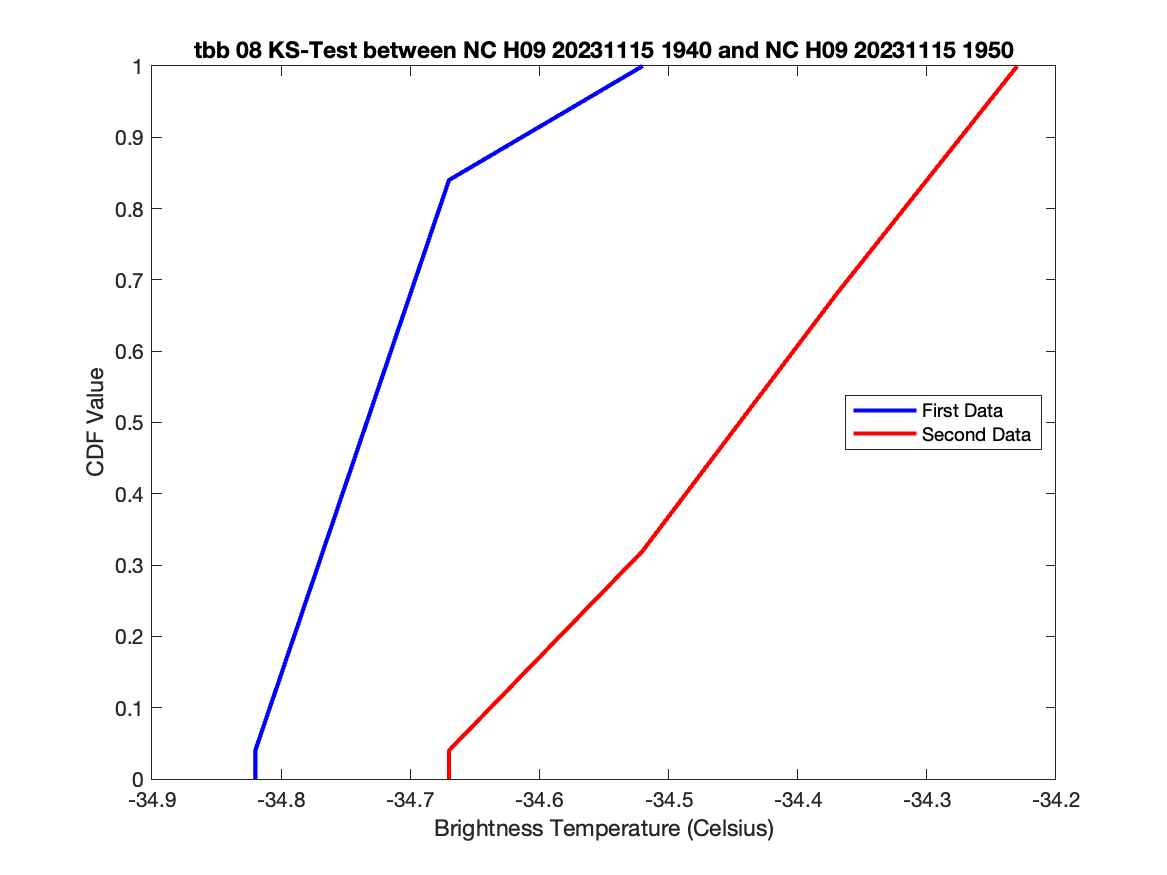 tbb 08 KS-Test between NC H09 20231115 1940 and NC H09 20231115 1950
1
0.9
0.8
0.7
0.6
0.5
0.4
0.3
0.2
0.1
0
CDF Value
First Data
Second Data
-34.9 -34.8 -34.7 -34.6 -34.5 -34.4 -34.3 -34.2
Brightness Temperature (Celsius)